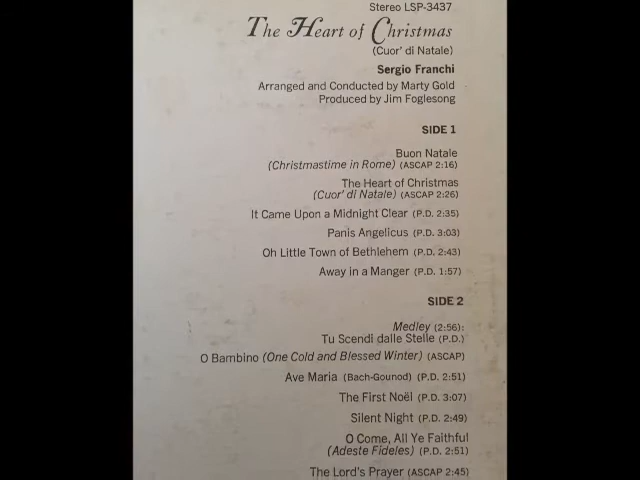 Stereo LSP-3437
The Heart of Christmas
(Cuor' di Natale)
Sergio Franchi
Arranged and Conducted by Marty Gold
Produced by Jim Foglesong
SIDE 1
Buon Natale
(Christmastime in Rome) (ASCAP 2:16)
The Heart of Christmas
(Cuor' di Natale) (ASCAP 2:26)
It Came Upon a Midnight Clear (P.D. 2:35)
Panis Angelicus (P.D. 3:03)
Oh Little Town of Bethlehem (P.D. 2:43)
Away in a Manger (P.D. 1:57)
SIDE 2
Medley (2:56):
Tu Scendi dalle Stelle (P.D.)
O Bambino (One Cold and Blessed Winter) (ASCAP)
Ave Maria (Bach-Gounod) (P.D. 2:51)
The First Noël (P.D. 3:07)
Silent Night (P.D. 2:49)
O Come, All Ye Faithful
(Adeste Fideles) (P.D. 2:51)
The Lord's Prayer (ASCAP 2:45)